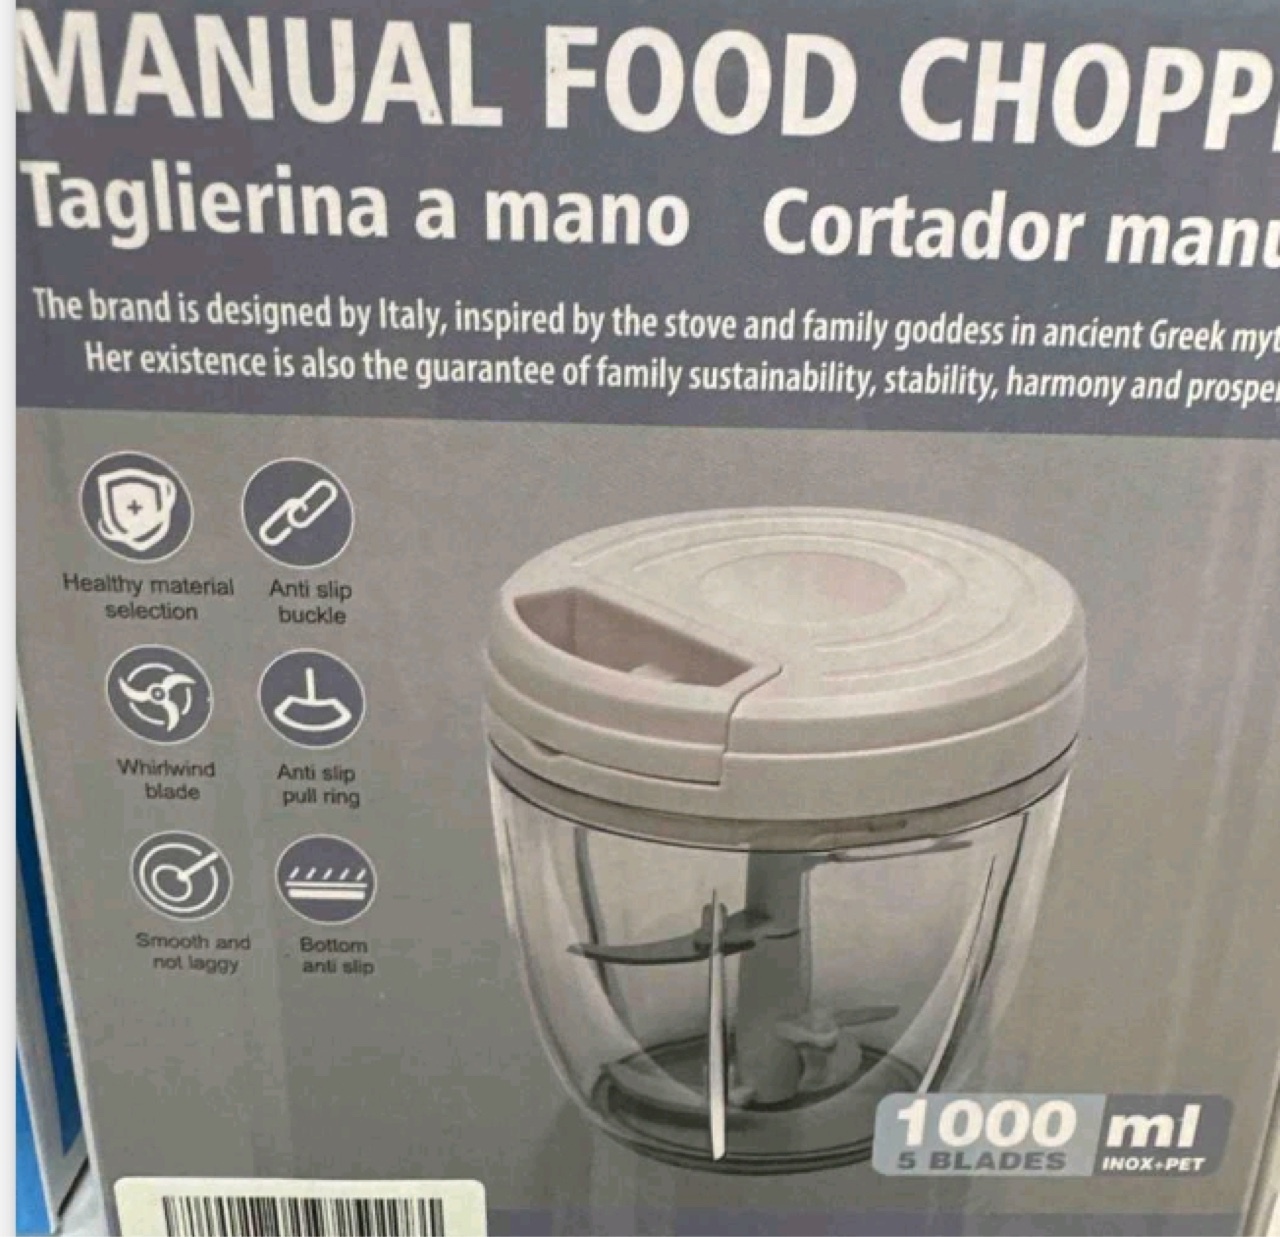 MANUAL FOOD CHOPP
Taglierina a mano Cortador manu
The brand is designed by Italy, inspired by the stove and family goddess in ancient Greek myt
Her existence is also the guarantee of family sustainability, stability, harmony and prosper
Healthy material
selection
Anti slip
buckle
Whirlwind
blade
Anti slip
pull ring
Smooth and
not laggy
Bottom
anti slip
1000 ml
5 BLADES INOX+PET